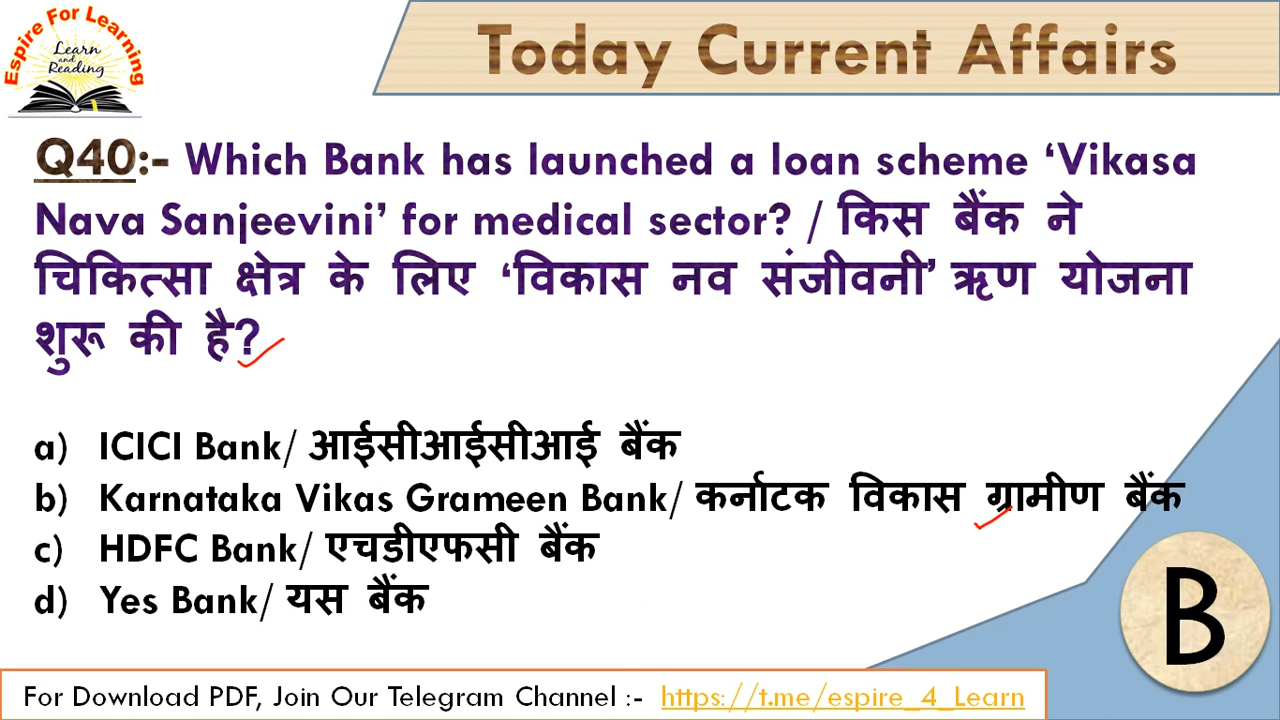 Espire For Learning
Learn
and
Reading
Today Current Affairs
Q40:- Which Bank has launched a loan scheme ‘Vikasa
Nava Sanjeevini’ for medical sector? / किस बैंक ने
चिकित्सा क्षेत्र के लिए ‘विकास नव संजीवनी’ ऋण योजना
शुरू की है?
a) ICICI Bank/ आईसीआईसीआई बैंक
b) Karnataka Vikas Grameen Bank/ कर्नाटक विकास ग्रामीण बैंक
c) HDFC Bank/ एचडीएफसी बैंक
d) Yes Bank/ यस बैंक
B
For Download PDF, Join Our Telegram Channel :- https://t.me/espire_4_Learn